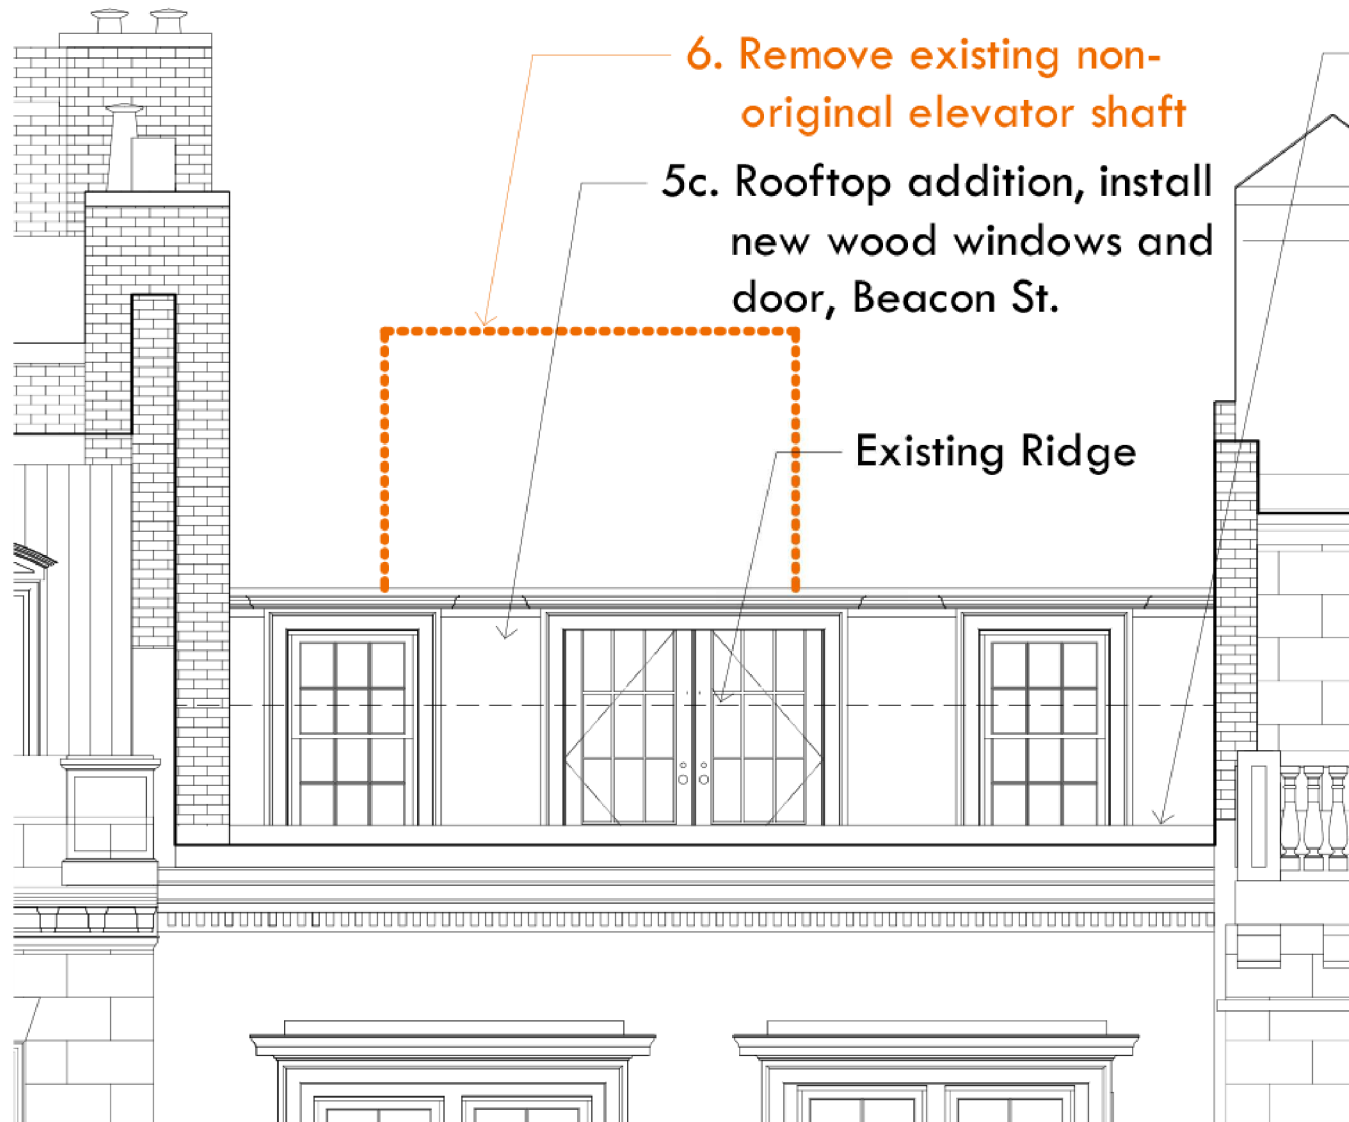 6. Remove existing non-
original elevator shaft
5c. Rooftop addition, install
new wood windows and
door, Beacon St.
Existing Ridge